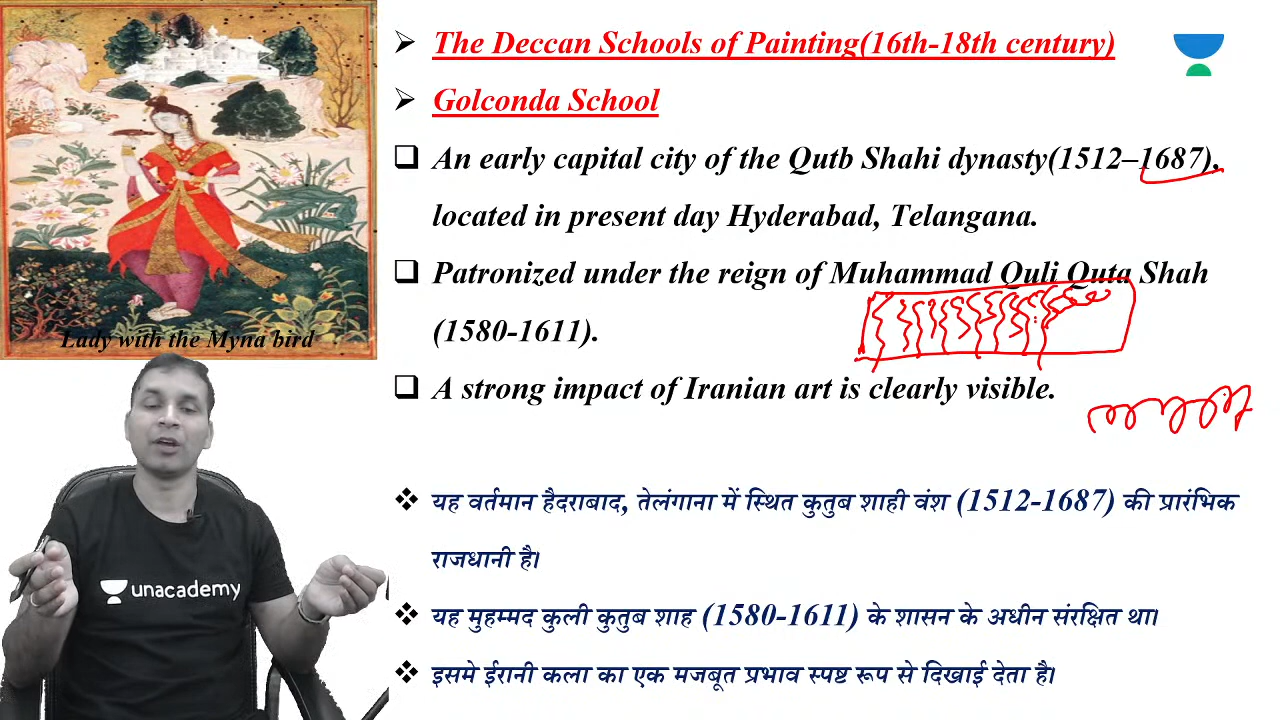 The Deccan Schools of Painting(16th-18th century)
Golconda School
An early capital city of the Qutb Shahi dynasty(1512–1687),
located in present day Hyderabad, Telangana.
Patronized under the reign of Muhammad Quli Quta Shah
(1580-1611).
A strong impact of Iranian art is clearly visible.
Lady with the Myna bird
यह वर्तमान हैदराबाद, तेलंगाना में स्थित कुतुब शाही वंश (1512-1687) की प्रारंभिक
राजधानी है।
यह मुहम्मद कुली कुतुब शाह (1580-1611) के शासन के अधीन संरक्षित था।
इसमे ईरानी कला का एक मजबूत प्रभाव स्पष्ट रूप से दिखाई देता है।
unacademy